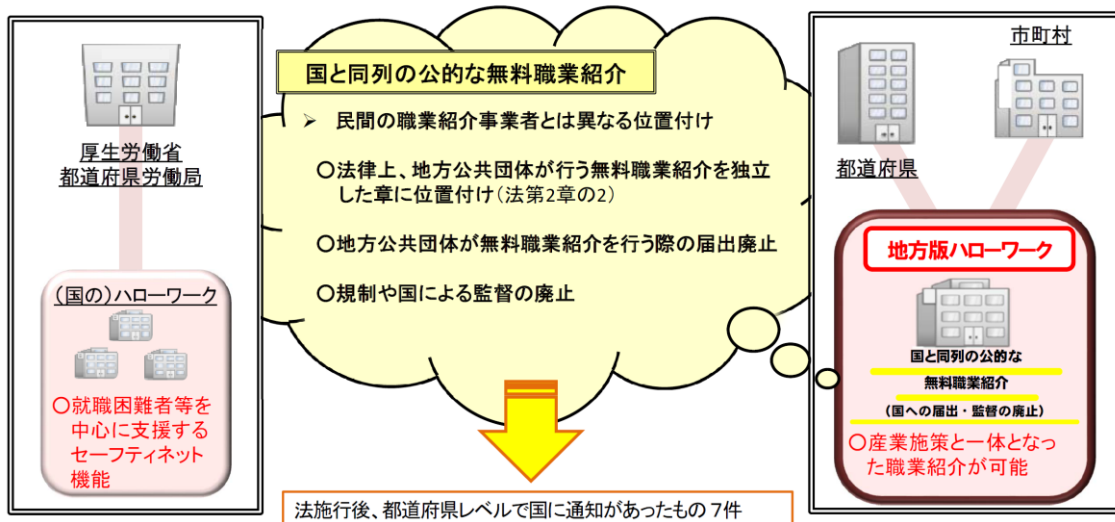 厚生労働省
都道府県労働局
(国の)ハローワーク
○就職困難者等を
中心に支援する
セーフティネット
機能
国と同列の公的な無料職業紹介
➢ 民間の職業紹介事業者とは異なる位置付け
○法律上、地方公共団体が行う無料職業紹介を独立
した章に位置付け(法第2章の2)
○地方公共団体が無料職業紹介を行う際の届出廃止
○規制や国による監督の廃止
法施行後、都道府県レベルで国に通知があったもの 7件
市町村
都道府県
地方版ハローワーク
国と同列の公的な
無料職業紹介
(国への届出・監督の廃止)
○産業施策と一体となっ
た職業紹介が可能